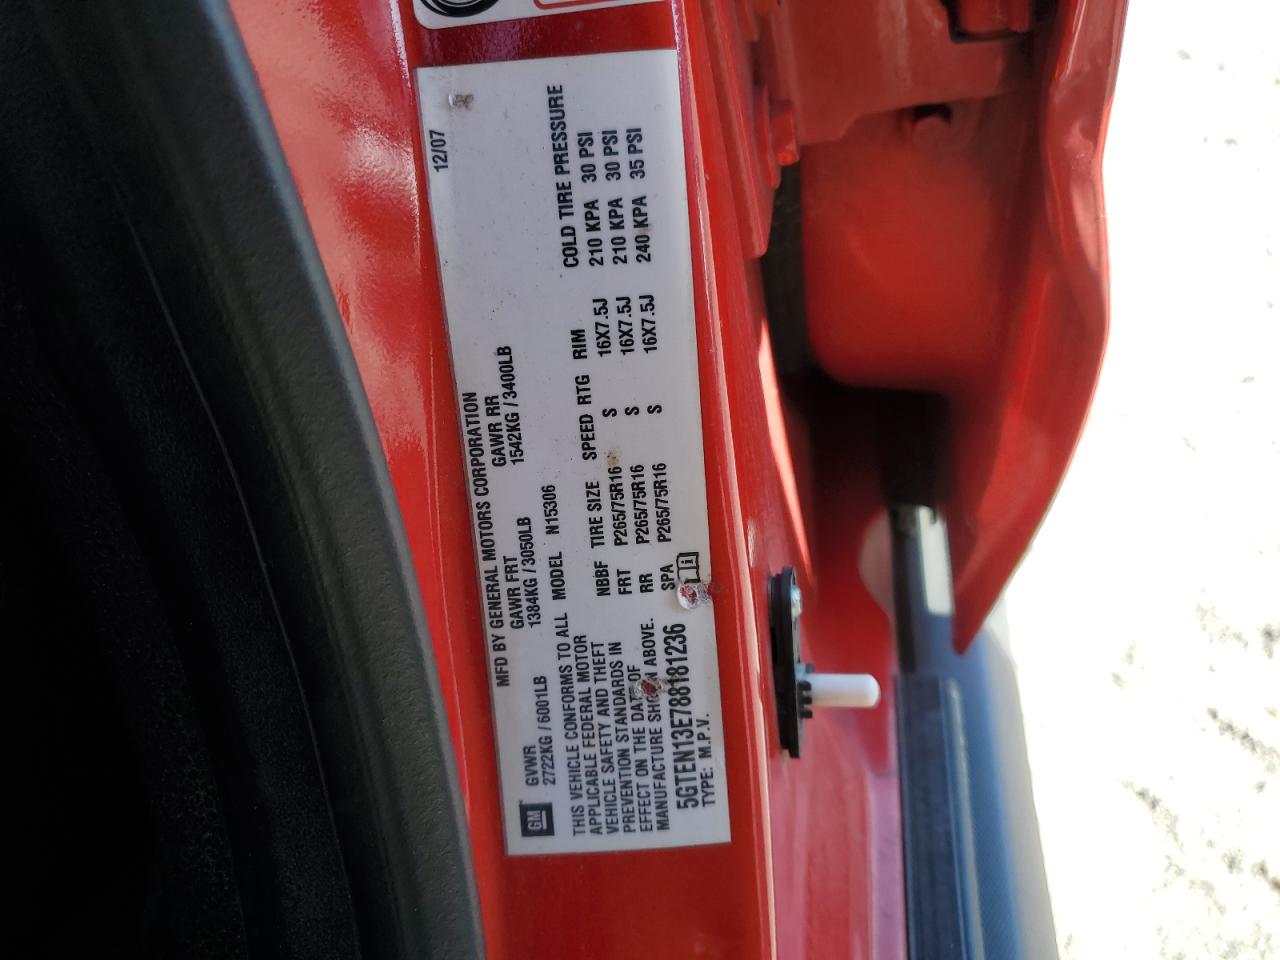 MFD BY GENERAL MOTORS CORPORATION 12/07
GM
GVWR GAWR FRT GAWR RR
2722KG / 6001LB 1384KG / 3050LB 1542KG / 3400LB
THIS VEHICLE CONFORMS TO ALL MODEL N15306
APPLICABLE FEDERAL MOTOR
VEHICLE SAFETY AND THEFT
PREVENTION STANDARDS IN
EFFECT ON THE DATE OF
MANUFACTURE SHOWN ABOVE.
5GTEN13E788181236
TYPE: M.P.V.
NBBF TIRE SIZE SPEED RTG RIM COLD TIRE PRESSURE
FRT P265/75R16 S 16X7.5J 210 KPA 30 PSI
RR P265/75R16 S 16X7.5J 210 KPA 30 PSI
SPA P265/75R16 S 16X7.5J 240 KPA 35 PSI